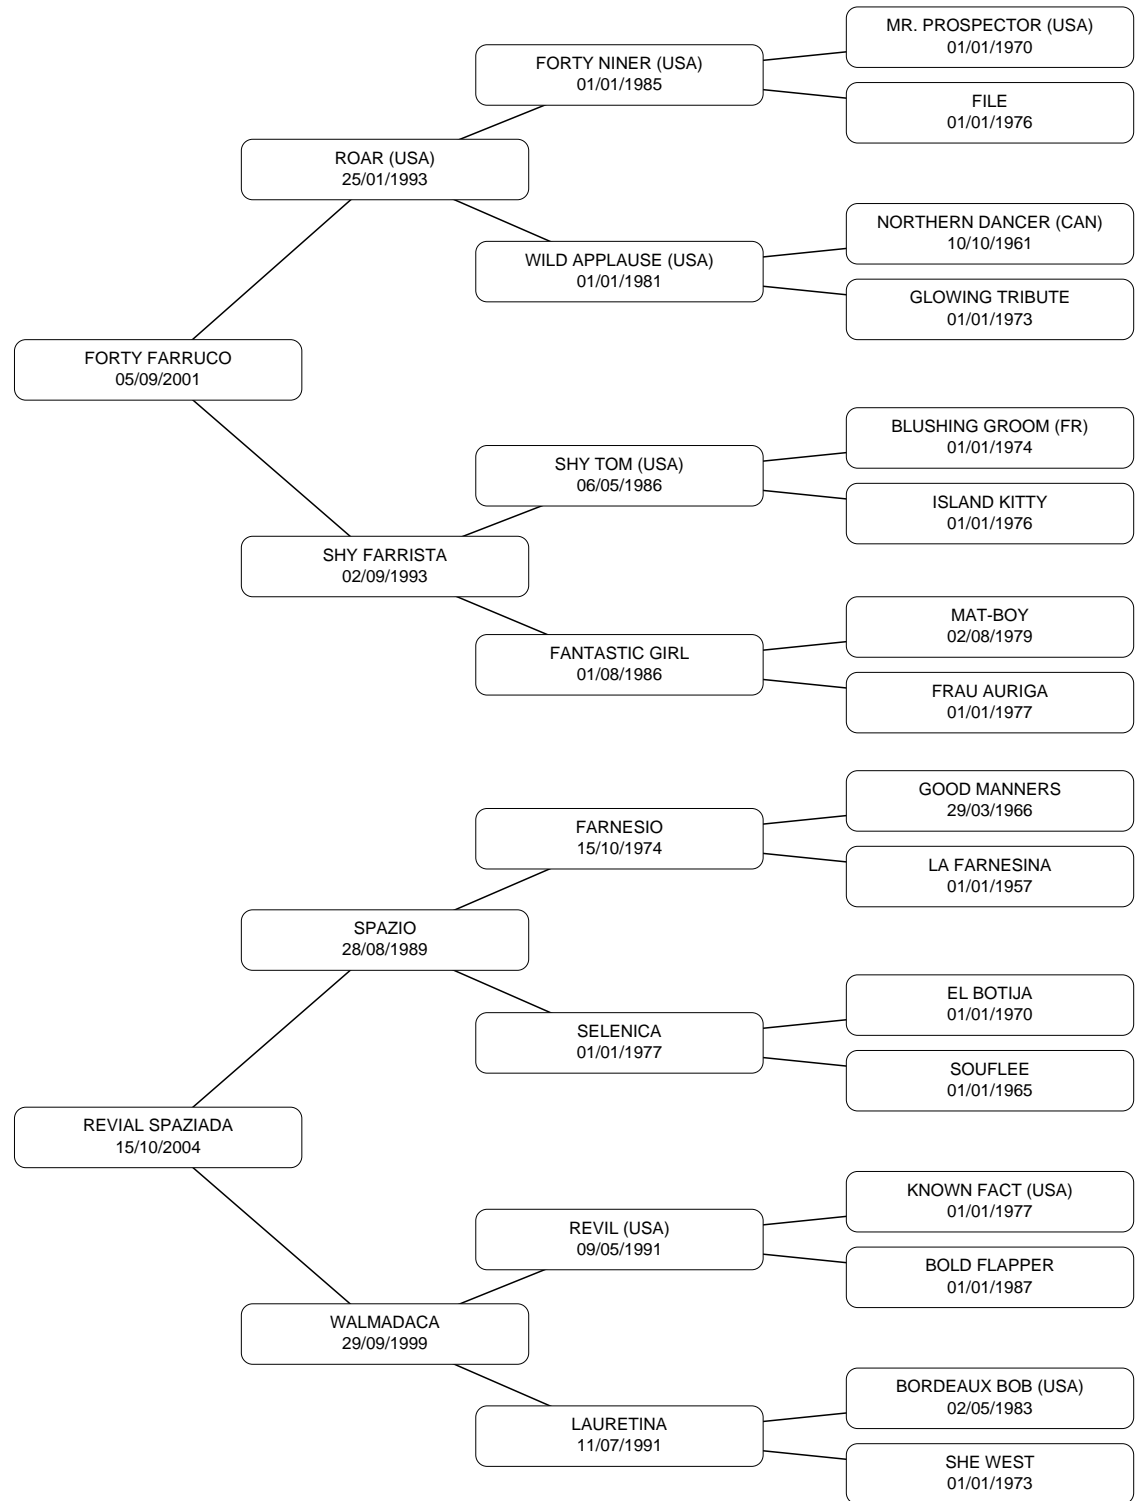 MR. PROSPECTOR (USA)
01/01/1970
FORTY NINER (USA)
01/01/1985
FILE
01/01/1976
ROAR (USA)
25/01/1993
NORTHERN DANCER (CAN)
10/10/1961
WILD APPLAUSE (USA)
01/01/1981
GLOWING TRIBUTE
01/01/1973
FORTY FARRUCO
05/09/2001
BLUSHING GROOM (FR)
01/01/1974
SHY TOM (USA)
06/05/1986
ISLAND KITTY
01/01/1976
SHY FARRISTA
02/09/1993
MAT-BOY
02/08/1979
FANTASTIC GIRL
01/08/1986
FRAU AURIGA
01/01/1977
GOOD MANNERS
29/03/1966
FARNESIO
15/10/1974
LA FARNESINA
01/01/1957
SPAZIO
28/08/1989
EL BOTIJA
01/01/1970
SELENICA
01/01/1977
SOUFLEE
01/01/1965
REVIAL SPAZIADA
15/10/2004
KNOWN FACT (USA)
01/01/1977
REVIL (USA)
09/05/1991
BOLD FLAPPER
01/01/1987
WALMADACA
29/09/1999
BORDEAUX BOB (USA)
02/05/1983
LAURETINA
11/07/1991
SHE WEST
01/01/1973